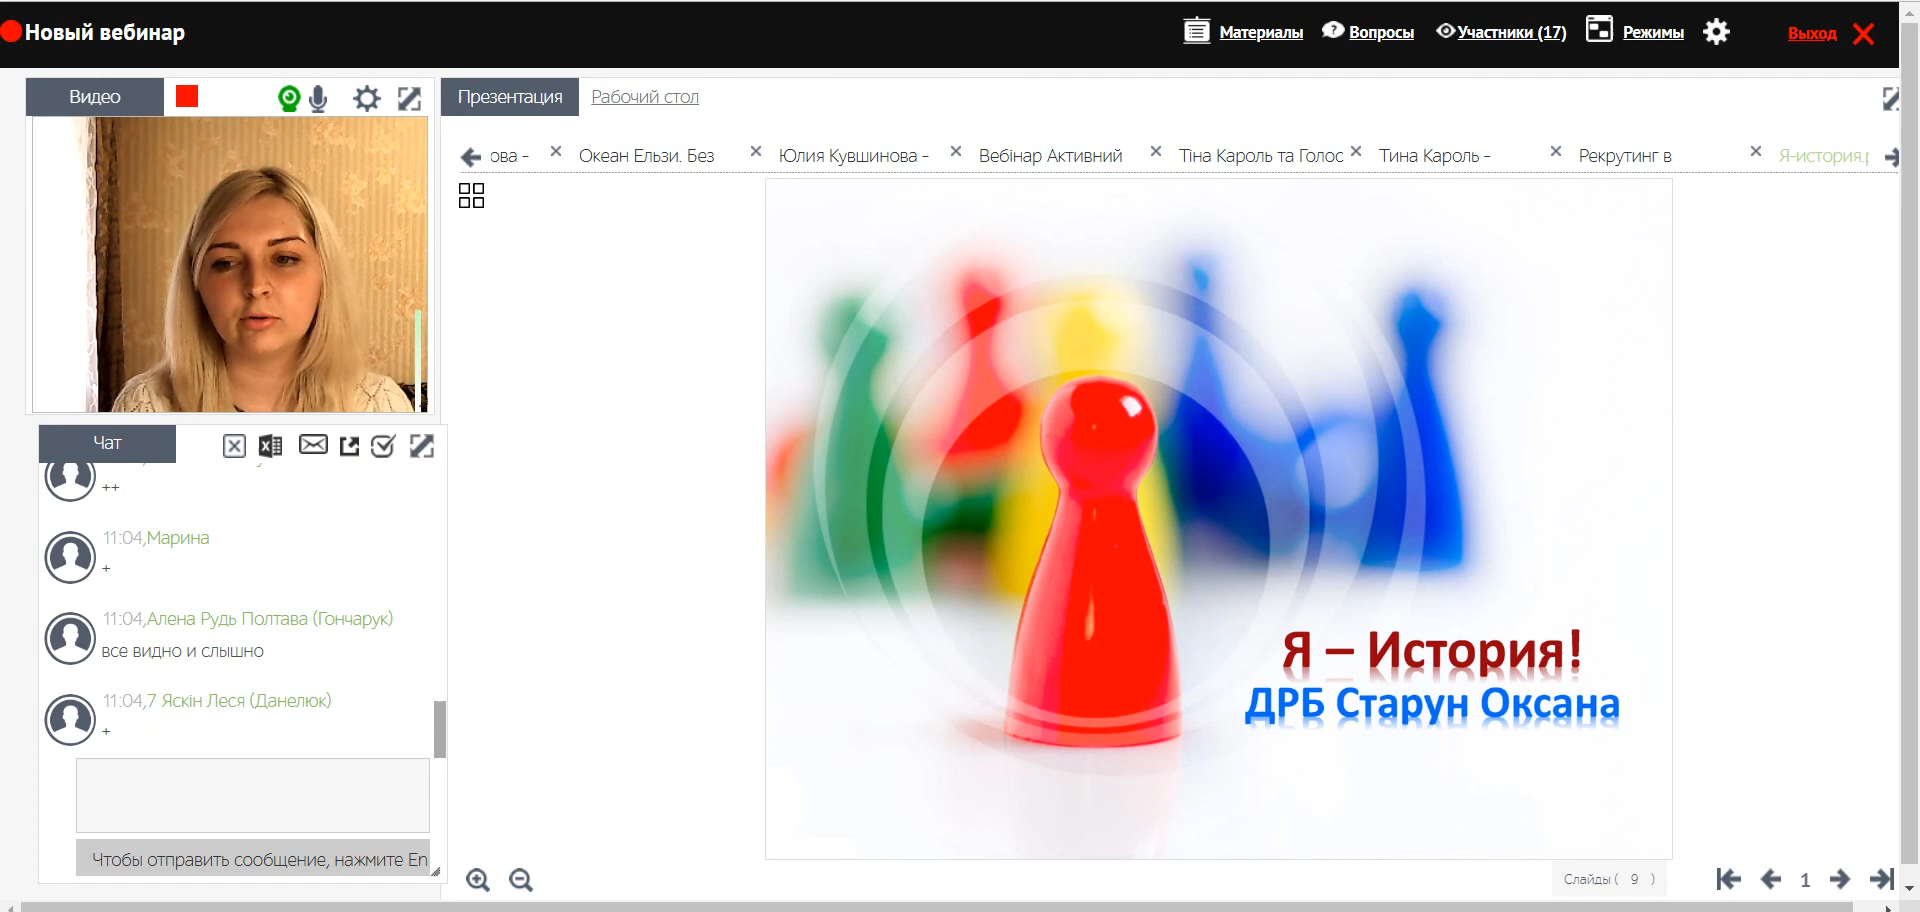 Новый вебинар
Материалы
Вопросы
Участники (17)
Режимы
Выход
Видео
Презентация
Рабочий стол
ова –
Океан Ельзи. Без
Юлия Кувшинова –
Вебінар Активний
Тіна Кароль та Голос
Тина Кароль –
Рекрутинг в
Я-история.
Я – История!
ДРБ Старун Оксана
Чат
++
11:04,Марина
+
11:04,Алена Рудь Полтава (Гончарук)
все видно и слышно
11:04,7 Яскін Леся (Данелюк)
+
Чтобы отправить сообщение, нажмите En
Слайды ( 9 )
1